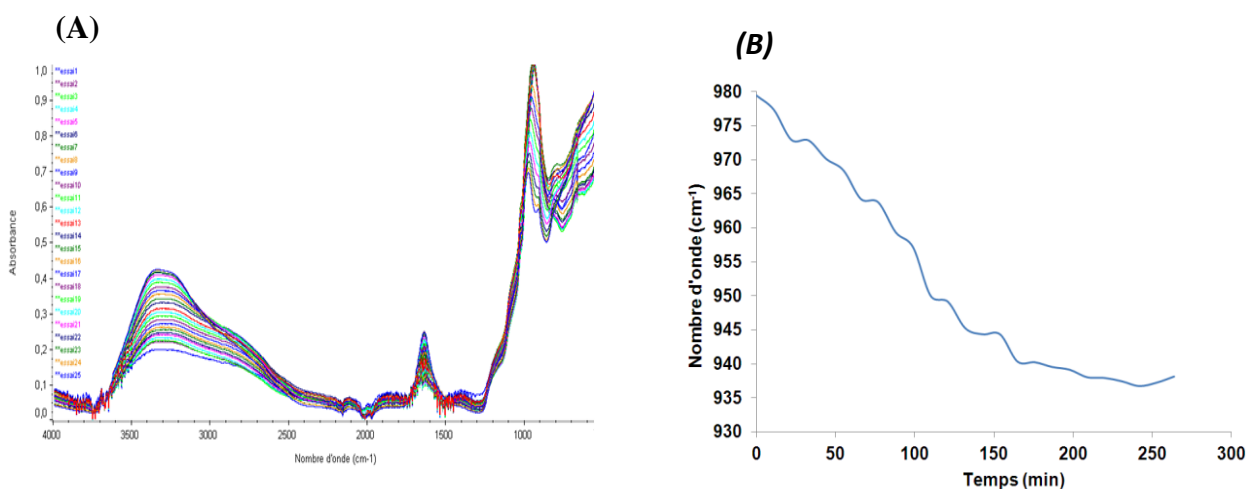 (A)
1,0
0,9
0,8
0,7
0,6
0,5
0,4
0,3
0,2
0,1
0,0
Absorbance
**essai1
**essai2
**essai3
**essai4
**essai5
**essai6
**essai7
**essai8
**essai9
**essai10
**essai11
**essai12
**essai13
**essai14
**essai15
**essai16
**essai17
**essai18
**essai19
**essai20
**essai21
**essai22
**essai23
**essai24
**essai25
4000 3500 3000 2500 2000 1500 1000
Nombre d'onde (cm-1)
(B)
980
975
970
965
960
955
950
945
940
935
930
Nombre d'onde (cm⁻¹)
0 50 100 150 200 250 300
Temps (min)